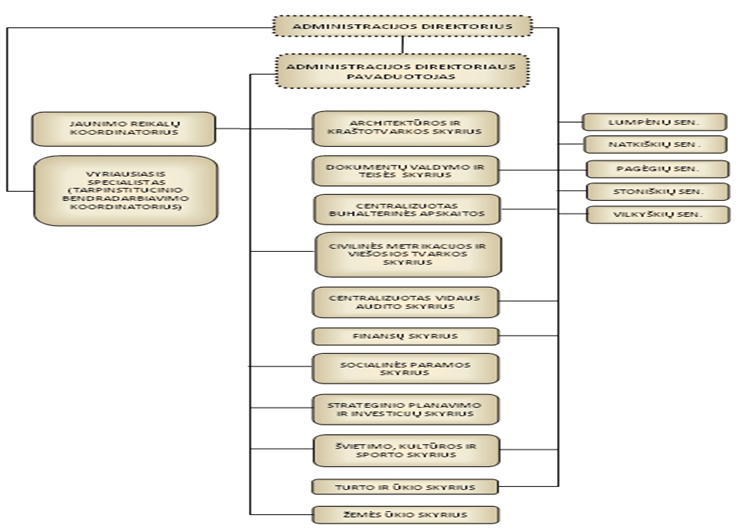 ADMINISTRACIJOS DIREKTORIUS
ADMINISTRACIJOS DIREKTORIAUS
PAVADUOTOJAS
JAUNIMO REIKALŲ
KOORDINATORIUS
VYRIAUSIASIS
SPECIALISTAS
(TARPINSTITUCINIO
BENDRADARBIAVIMO
KOORDINATORIUS)
ARCHITEKTŪROS IR
KRAŠTOTVARKOS SKYRIUS
DOKUMENTŲ VALDYMO IR
TEISĖS SKYRIUS
CENTRALIZUOTAS
BUHALTERINĖS APSKAITOS
CIVILINĖS METRIKACIJOS IR
VIEŠOSIOS TVARKOS
SKYRIUS
CENTRALIZUOTAS VIDAUS
AUDITO SKYRIUS
FINANSŲ SKYRIUS
SOCIALINĖS PARAMOS
SKYRIUS
STRATEGINIO PLANAVIMO
IR INVESTICIJŲ SKYRIUS
ŠVIETIMO, KULTŪROS IR
SPORTO SKYRIUS
TURTO IR ŪKIO SKYRIUS
ŽEMĖS ŪKIO SKYRIUS
LUMPĖNŲ SEN.
NATKIŠKIŲ SEN.
PAGĖGIŲ SEN.
STONIŠKIŲ SEN.
VILKYŠKIŲ SEN.